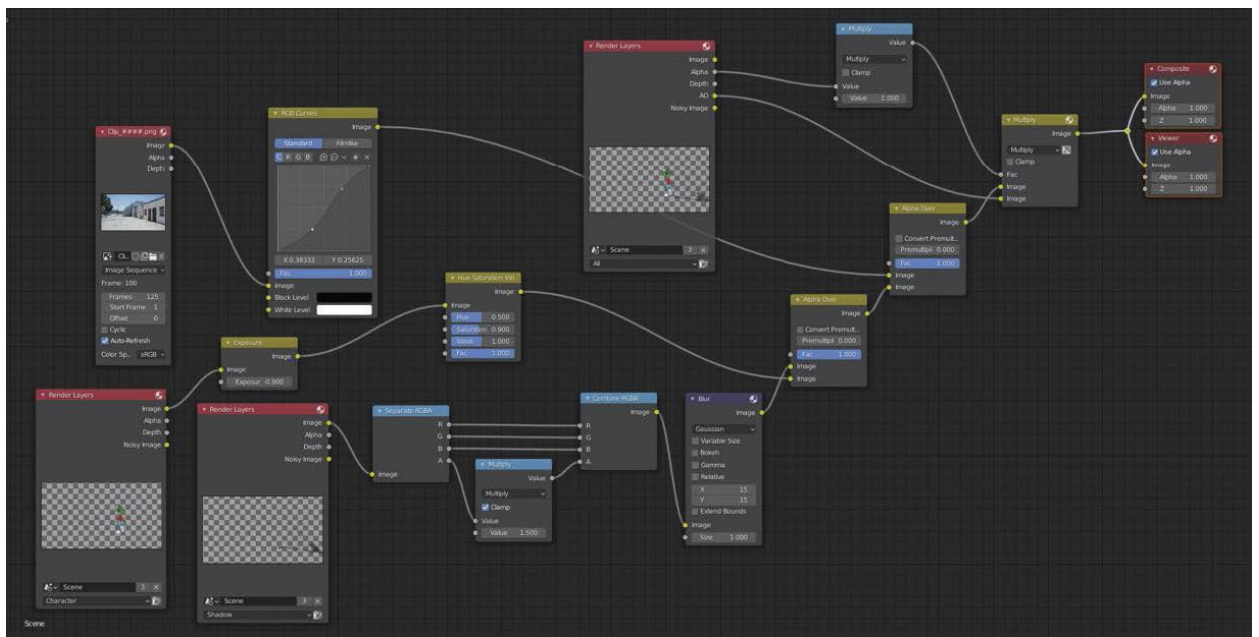 Clip_####.png
Image
Alpha
Depth
Cl..
Image Sequence
Frame: 100
Frames 125
Start Frame 1
Offset 0
Cyclic
Auto-Refresh
Color Sp.. sRGB
RGB Curves
Image
Standard Filmlike
C R G B
X 0.38333 Y 0.25625
Fac 1.000
Image
Black Level
White Level
Render Layers
Image
Alpha
Depth
AO
Noisy Image
Scene 3
All
Multiply
Value
Multiply
Clamp
Value
Value 1.000
Multiply
Image
Multiply
Clamp
Fac
Image
Image
Composite
Use Alpha
Image
Alpha 1.000
Z 1.000
Viewer
Use Alpha
Image
Alpha 1.000
Z 1.000
Alpha Over
Image
Convert Premult..
Premultipli 0.000
Fac 1.000
Image
Image
Hue Saturation Val..
Image
Image
Hue 0.500
Saturation 0.900
Value 1.000
Fac 1.000
Alpha Over
Image
Convert Premult..
Premultipli 0.000
Fac 1.000
Image
Image
Exposure
Image
Image
Exposur -0.900
Render Layers
Image
Alpha
Depth
Noisy Image
Scene 3
Character
Render Layers
Image
Alpha
Depth
Noisy Image
Scene 3
Shadow
Separate RGBA
R
G
B
A
Image
Multiply
Value
Multiply
Clamp
Value
Value 1.500
Combine RGBA
Image
R
G
B
A
Blur
Image
Gaussian
Variable Size
Bokeh
Gamma
Relative
X 15
Y 15
Extend Bounds
Image
Size 1.000
Scene